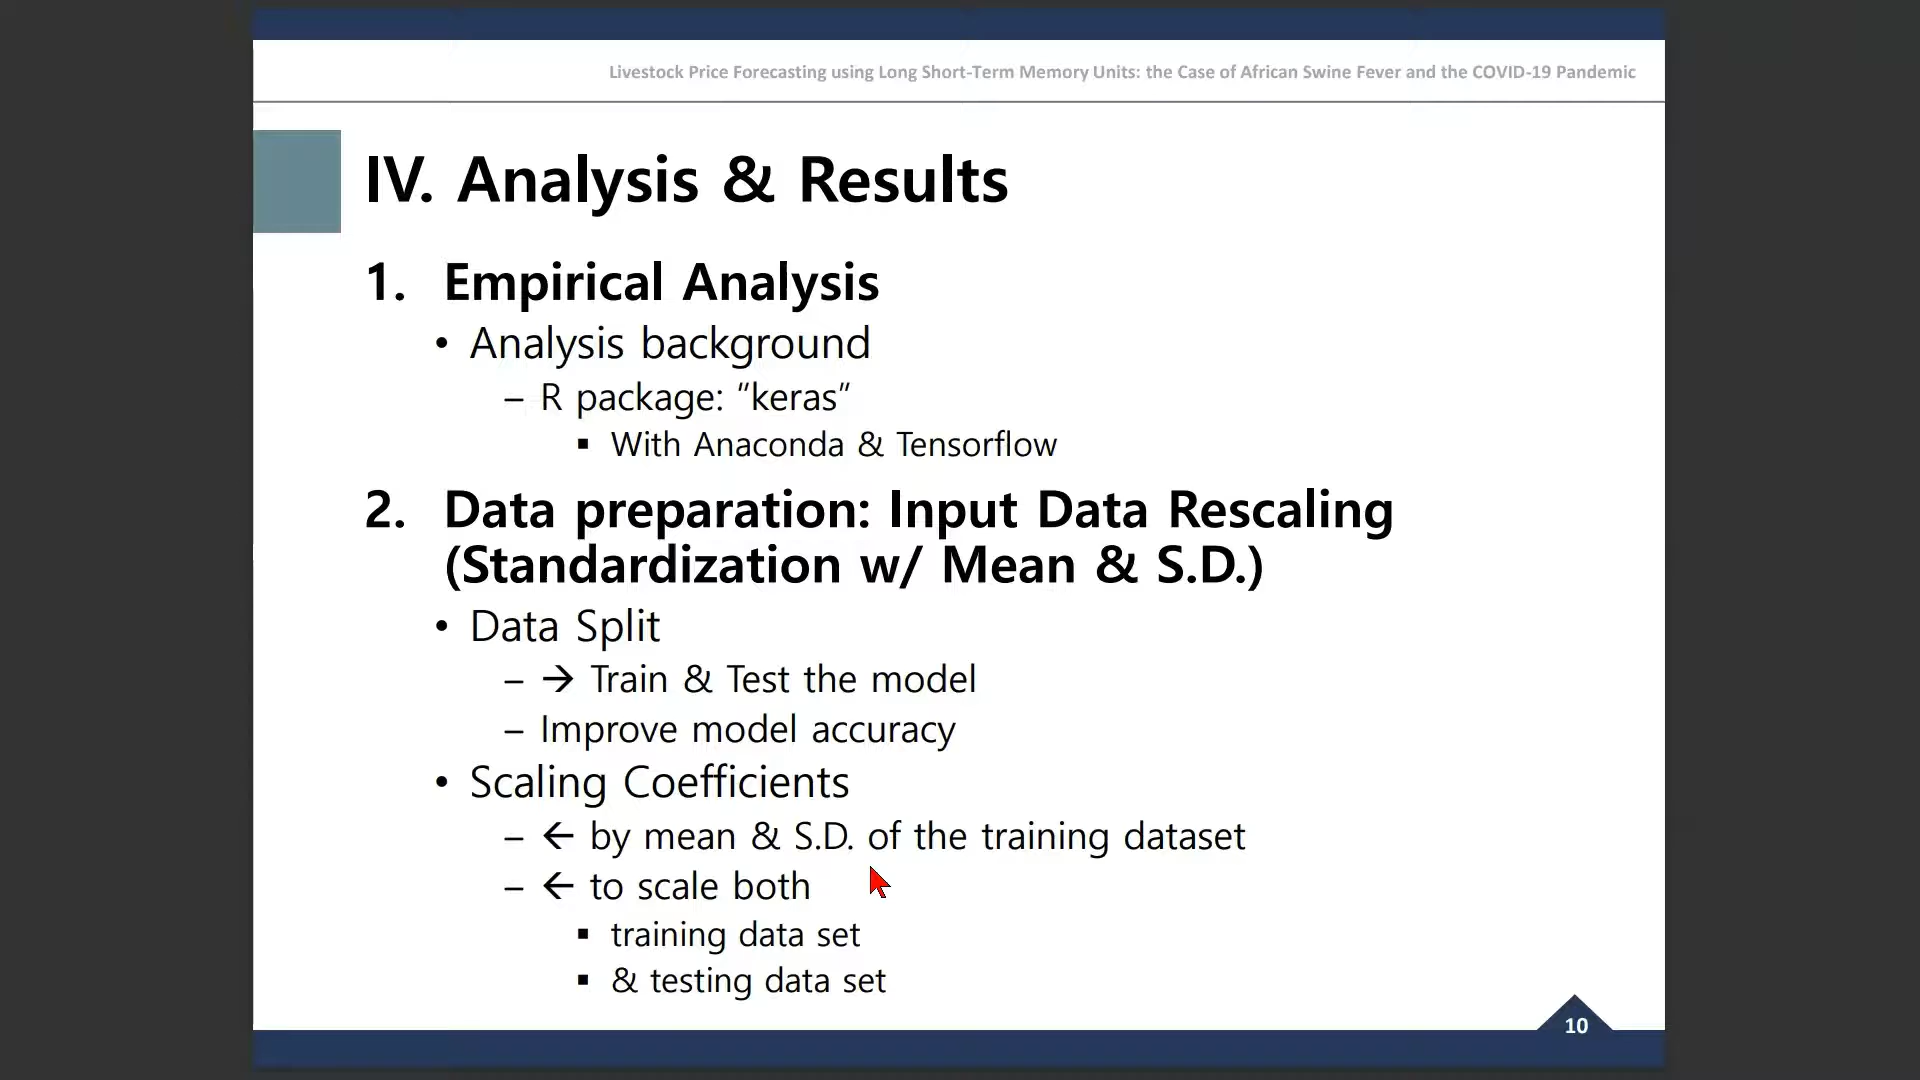 Livestock Price Forecasting using Long Short-Term Memory Units: the Case of African Swine Fever and the COVID-19 Pandemic
IV. Analysis & Results
1. Empirical Analysis
• Analysis background
– R package: "keras"
▪ With Anaconda & Tensorflow
2. Data preparation: Input Data Rescaling
(Standardization w/ Mean & S.D.)
• Data Split
– → Train & Test the model
– Improve model accuracy
• Scaling Coefficients
– ← by mean & S.D. of the training dataset
– ← to scale both
▪ training data set
▪ & testing data set
10